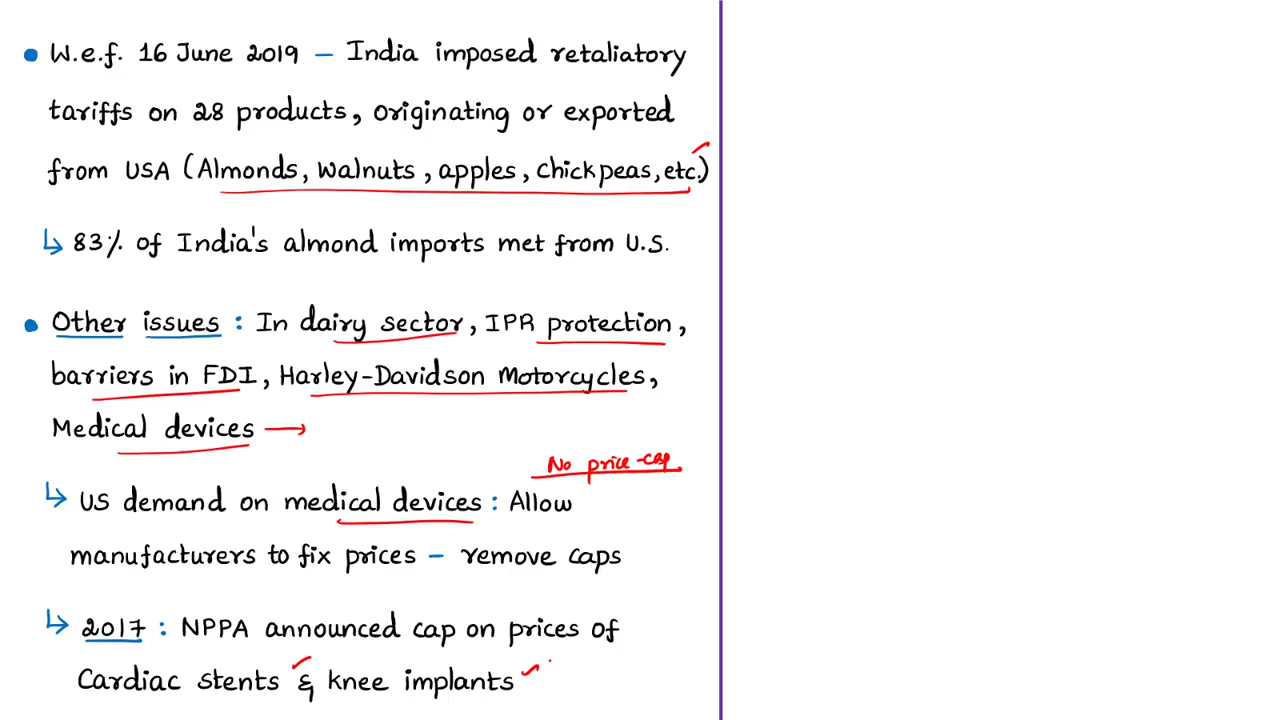 • W.e.f. 16 June 2019 – India imposed retaliatory
tariffs on 28 products, originating or exported
from USA (Almonds, Walnuts, apples, chickpeas, etc.)
↳ 83% of India's almond imports met from U.S.
• Other issues : In dairy sector, IPR protection,
barriers in FDI, Harley-Davidson Motorcycles,
Medical devices →
No price-cap
↳ US demand on medical devices : Allow
manufacturers to fix prices – remove caps
↳ 2017 : NPPA announced cap on prices of
Cardiac stents & knee implants